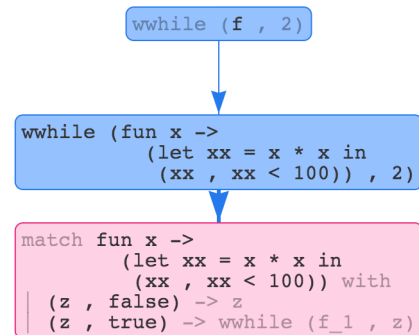 wwhile (f , 2)
wwhile (fun x ->
(let xx = x * x in
(xx , xx < 100)) , 2)
match fun x ->
(let xx = x * x in
(xx , xx < 100)) with
| (z , false) -> z
| (z , true) -> wwhile (f_1 , z)